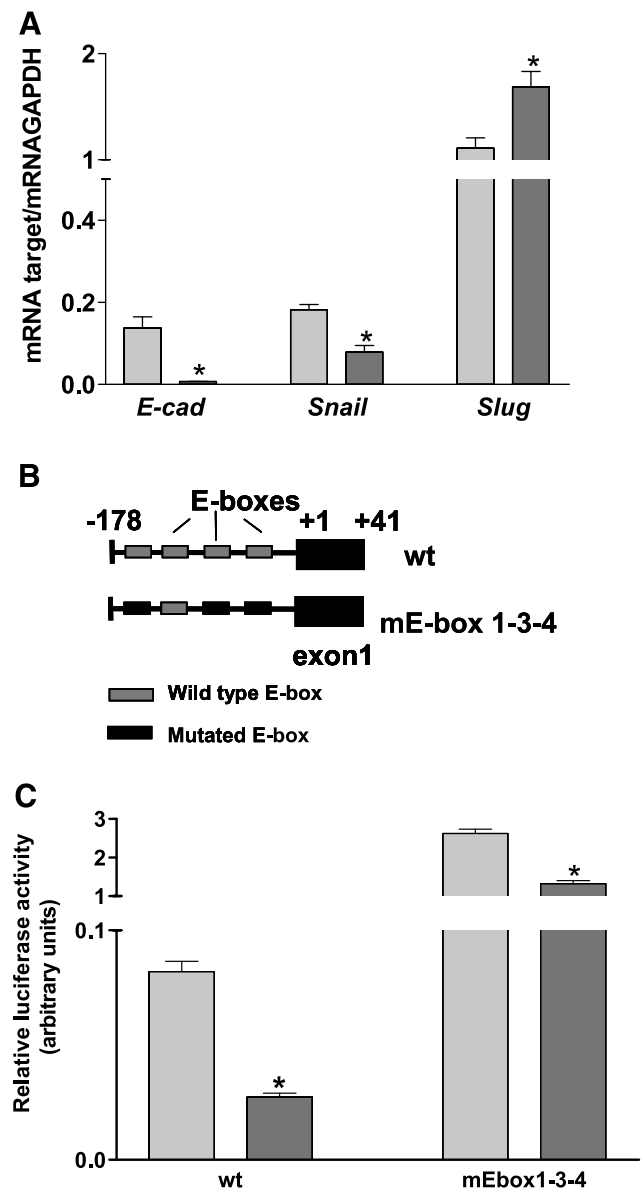 A
mRNA target/mRNAGAPDH
2
1
0.4
0.2
0.0
*
*
*
E-cad
Snail
Slug
B
E-boxes
-178
+1
+41
wt
mE-box 1-3-4
exon1
Wild type E-box
Mutated E-box
C
Relative luciferase activity
(arbitrary units)
3
2
1
0.1
0.0
*
*
wt
mEbox1-3-4